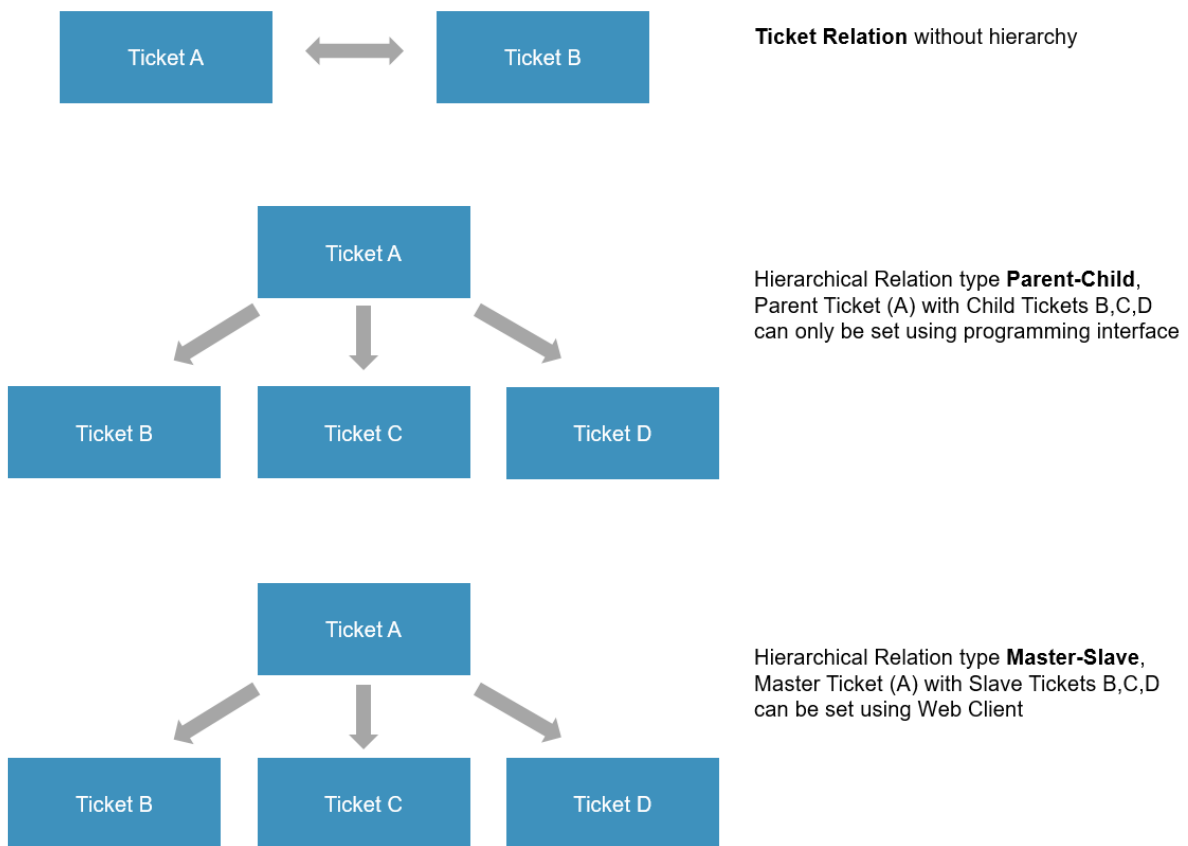 Ticket A
Ticket B
Ticket Relation without hierarchy
Ticket A
Hierarchical Relation type Parent-Child,
Parent Ticket (A) with Child Tickets B,C,D
can only be set using programming interface
Ticket B
Ticket C
Ticket D
Ticket A
Hierarchical Relation type Master-Slave,
Master Ticket (A) with Slave Tickets B,C,D
can be set using Web Client
Ticket B
Ticket C
Ticket D